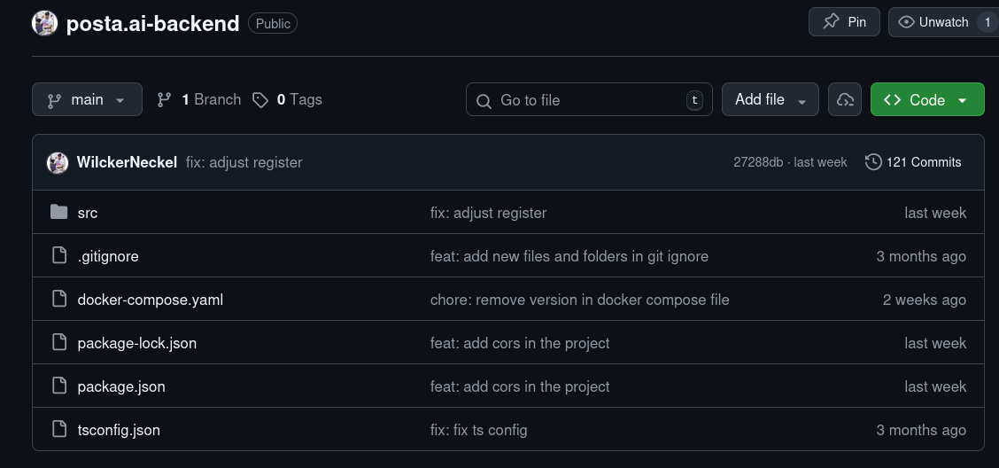 posta.ai-backend Public Pin Unwatch 1
main 1 Branch 0 Tags Go to file t Add file Code
WilckerNeckel fix: adjust register 27288db · last week 121 Commits
src fix: adjust register last week
.gitignore feat: add new files and folders in git ignore 3 months ago
docker-compose.yaml chore: remove version in docker compose file 2 weeks ago
package-lock.json feat: add cors in the project last week
package.json feat: add cors in the project last week
tsconfig.json fix: fix ts config 3 months ago